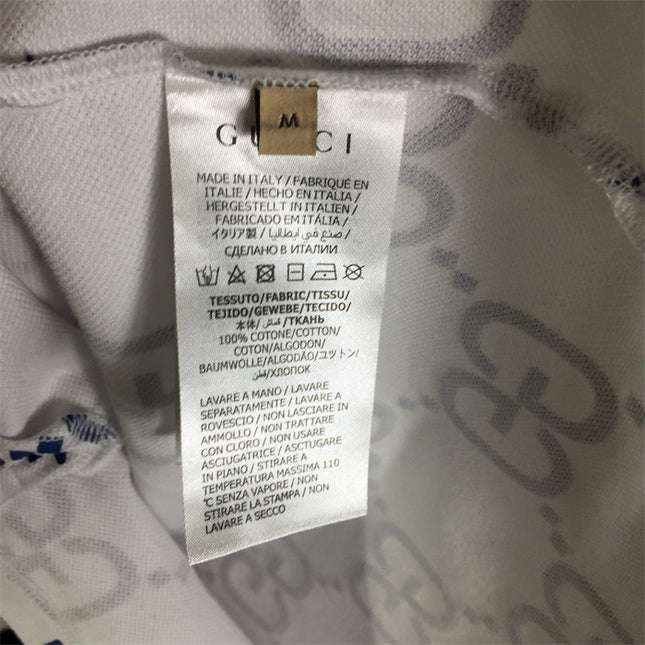 M
GUCCI
MADE IN ITALY / FABRIQUÉ EN
ITALIE / HECHO EN ITALIA /
HERGESTELLT IN ITALIEN /
FABRICADO EM ITÁLIA /
イタリア製 / صنع في ايطاليا /
СДЕЛАНО В ИТАЛИИ
TESSUTO/FABRIC/TISSU/
TEJIDO/GEWEBE/TECIDO/
本体/ قماش /ТКАНЬ
100% COTONE/COTTON/
COTON/ALGODON/
BAUMWOLLE/ALGODÃO/コットン/
قطن/ХЛОПОК
LAVARE A MANO / LAVARE
SEPARATAMENTE / LAVARE A
ROVESCIO / NON LASCIARE IN
AMMOLLO / NON TRATTARE
CON CLORO / NON USARE
ASCIUGATRICE / ASCTUGARE
IN PIANO / STIRARE A
TEMPERATURA MASSIMA 110
°C SENZA VAPORE / NON
STIRARE LA STAMPA / NON
LAVARE A SECCO